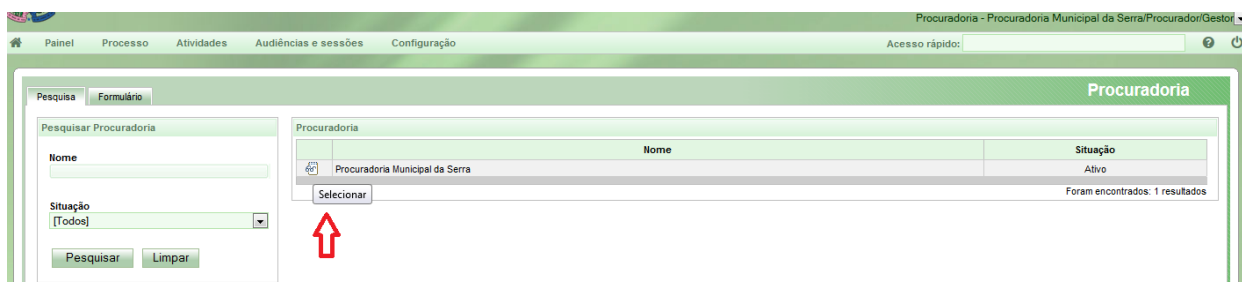 Procuradoria - Procuradoria Municipal da Serra/Procurador/Gestor
Painel Processo Atividades Audiências e sessões Configuração Acesso rápido:
Pesquisa Formulário Procuradoria
Pesquisar Procuradoria
Nome
Situação
[Todos]
Pesquisar Limpar
Procuradoria
Nome Situação
Procuradoria Municipal da Serra Ativo
Selecionar
Foram encontrados: 1 resultados